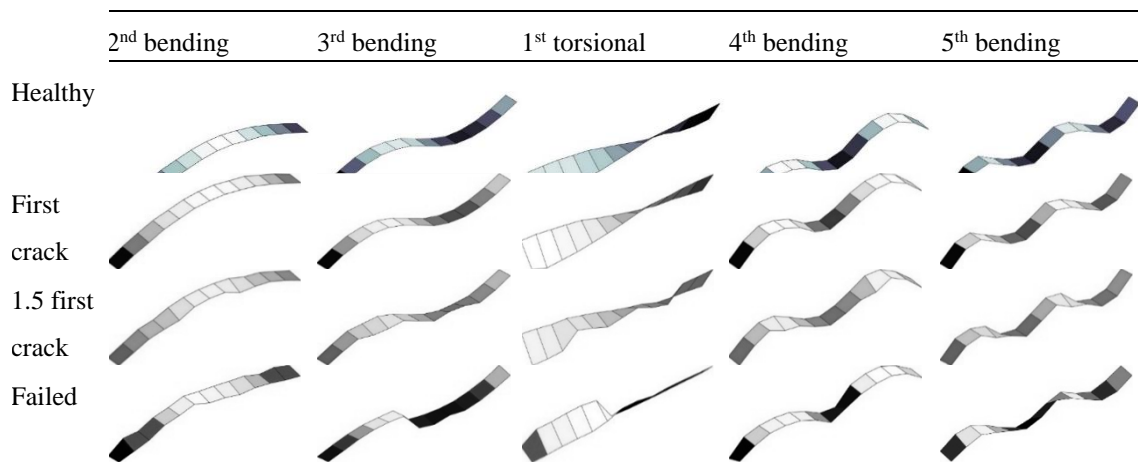 2nd bending 3rd bending 1st torsional 4th bending 5th bending
Healthy
First
crack
1.5 first
crack
Failed